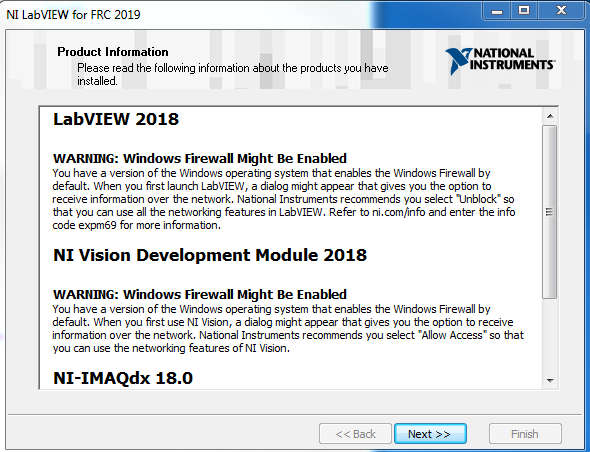 NI LabVIEW for FRC 2019
Product Information
Please read the following information about the products you have
installed.
NATIONAL
INSTRUMENTS
LabVIEW 2018
WARNING: Windows Firewall Might Be Enabled
You have a version of the Windows operating system that enables the Windows Firewall by
default. When you first launch LabVIEW, a dialog might appear that gives you the option to
receive information over the network. National Instruments recommends you select "Unblock" so
that you can use all the networking features in LabVIEW. Refer to ni.com/info and enter the info
code expm69 for more information.
NI Vision Development Module 2018
WARNING: Windows Firewall Might Be Enabled
You have a version of the Windows operating system that enables the Windows Firewall by
default. When you first use NI Vision, a dialog might appear that gives you the option to receive
information over the network. National Instruments recommends you select "Allow Access" so that
you can use the networking features of NI Vision.
NI-IMAQdx 18.0
<< Back
Next >>
Finish